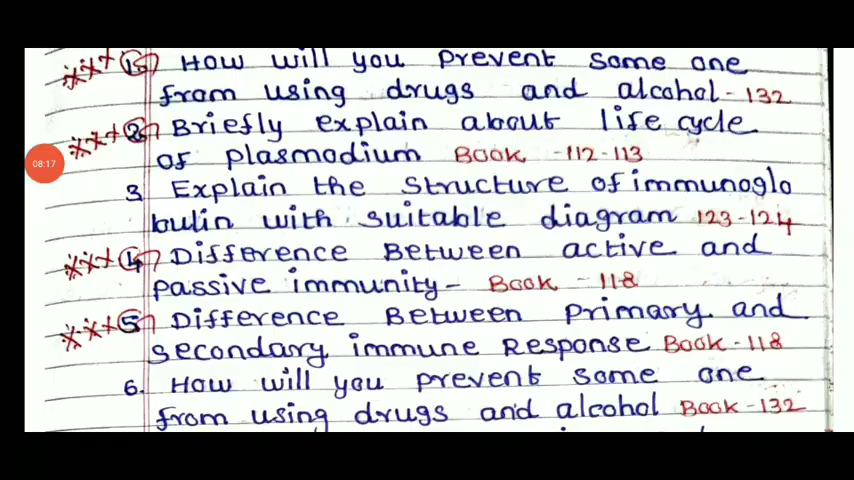 1 How will you prevent some one
from using drugs and alcohol - 132
2 Briefly explain about life cycle
of plasmodium Book - 112-113
08:17
3 Explain the structure of immunoglo
bulin with suitable diagram 123-124
4 Difference Between active and
passive immunity - Book - 118
5 Difference Between Primary and
secondary immune Response Book - 118
6. How will you prevent some one
from using drugs and alcohol Book - 132